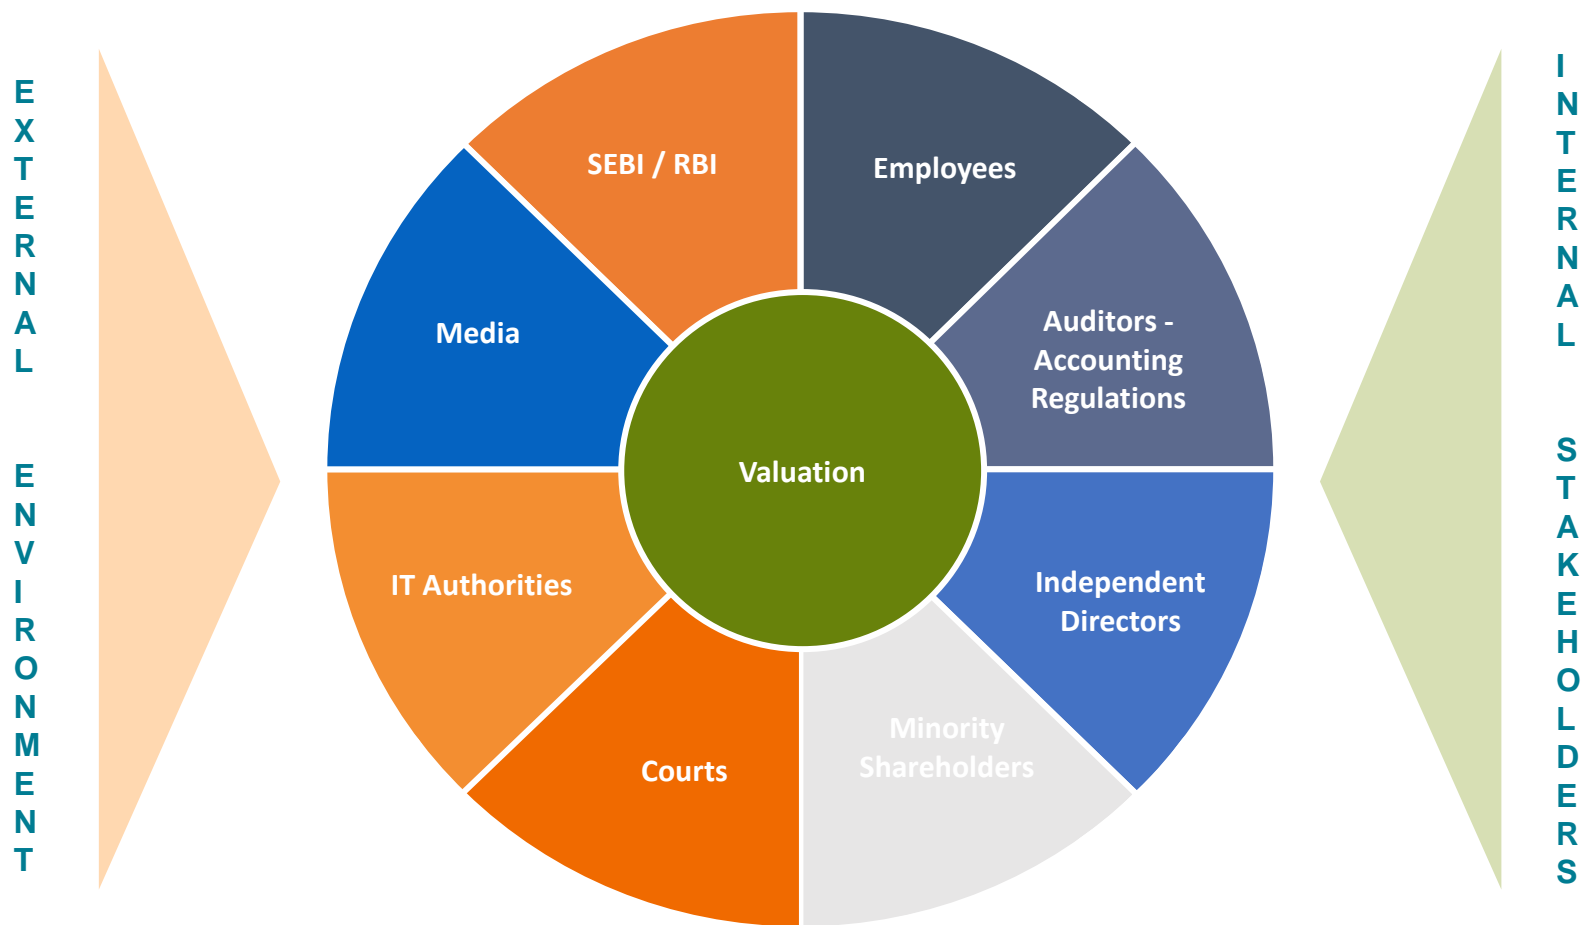 EXTERNAL ENVIRONMENT
SEBI / RBI
Employees
Media
Auditors -
Accounting
Regulations
Valuation
IT Authorities
Independent
Directors
Courts
Minority
Shareholders
INTERNAL STAKEHOLDERS